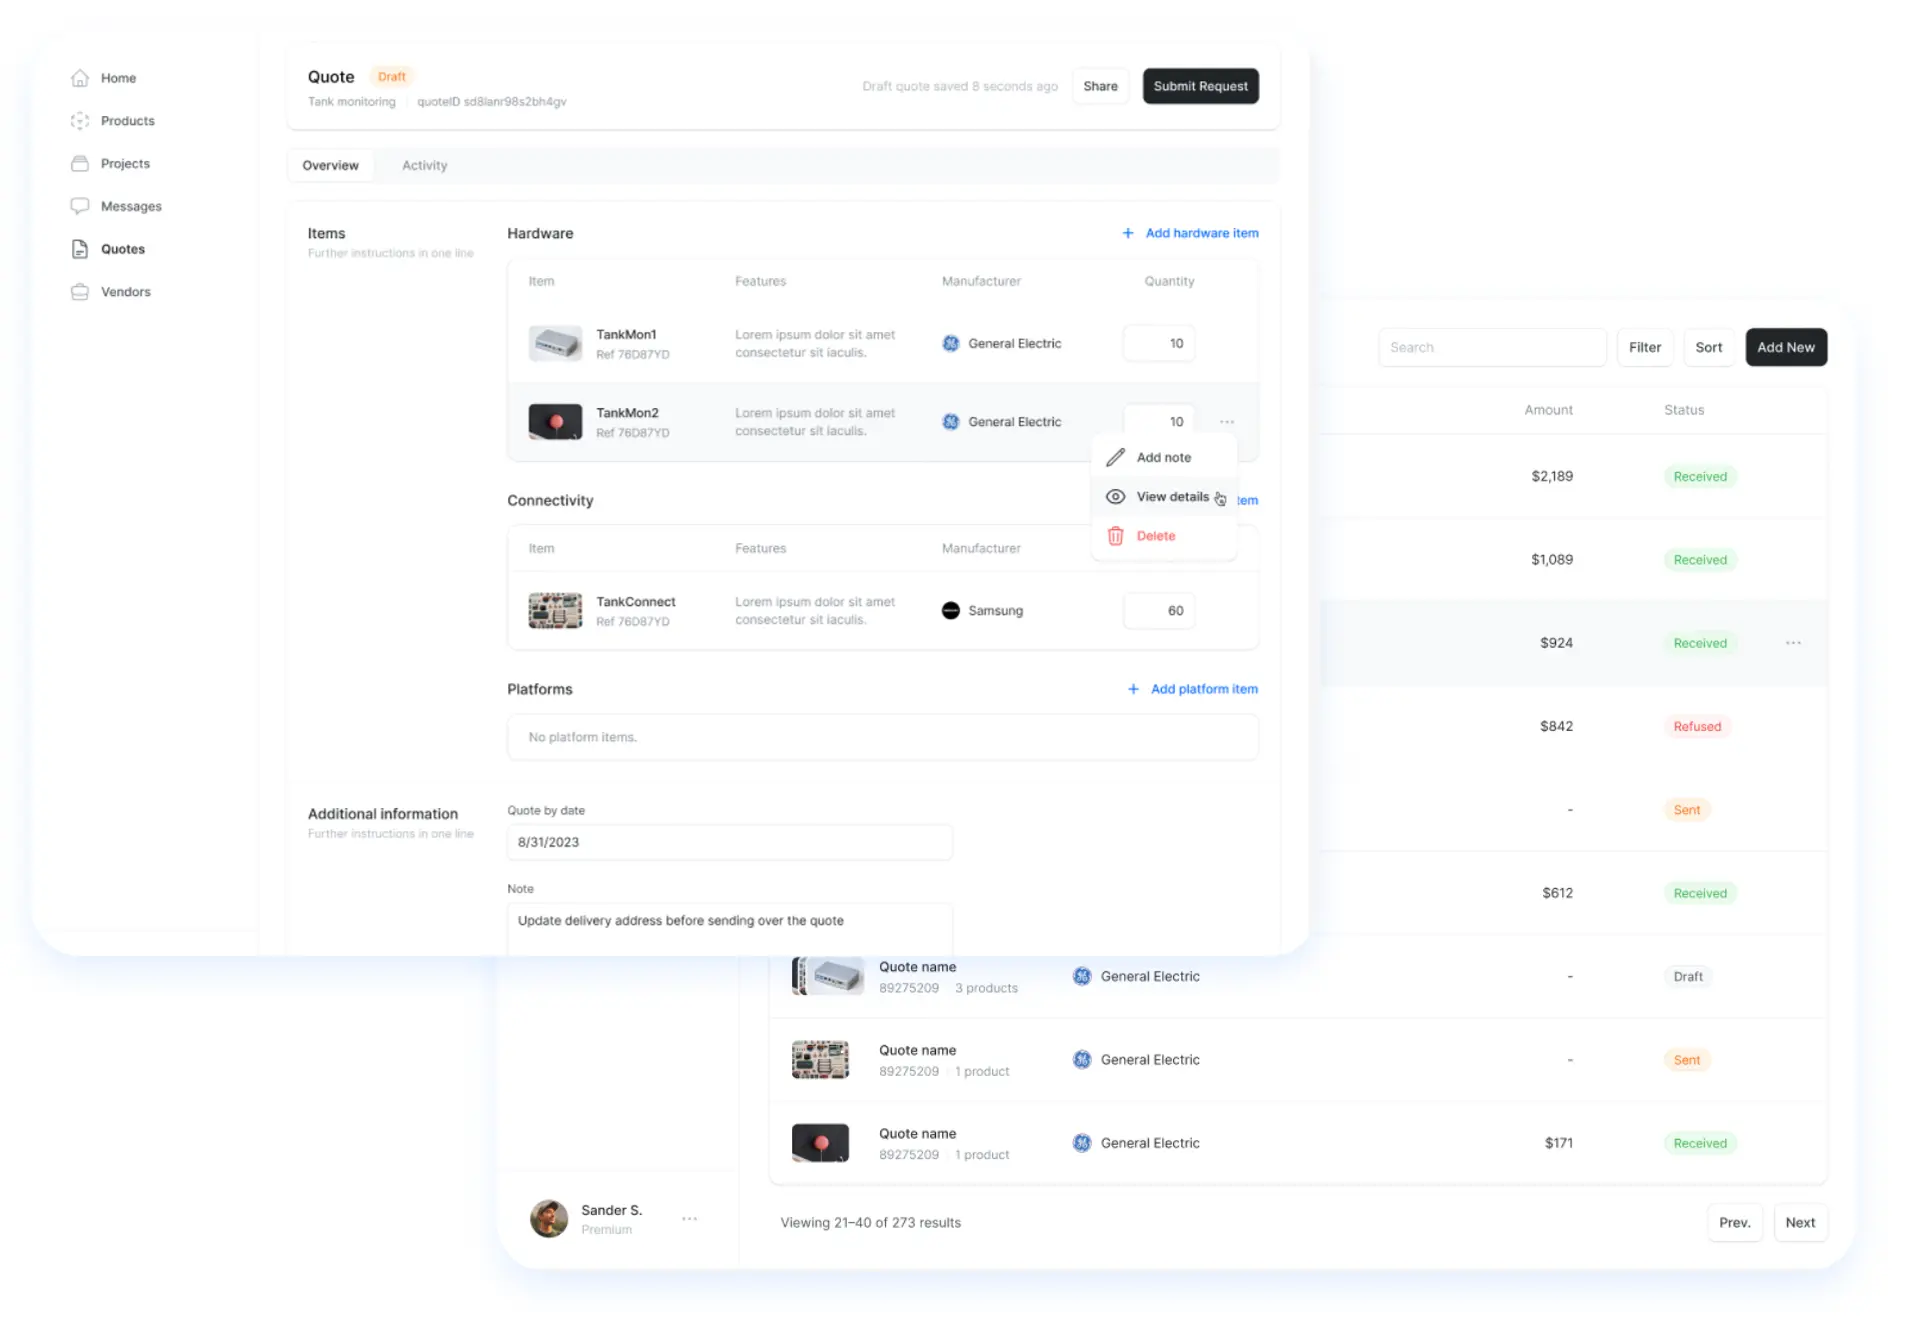 Home
Products
Projects
Messages
Quotes
Vendors
Quote Draft
Tank monitoring quoteID sd8ianr98s2bh4gv
Draft quote saved 8 seconds ago
Share
Submit Request
Overview Activity
Items
Further instructions in one line
Hardware
+ Add hardware item
Item Features Manufacturer Quantity
TankMon1
Ref 76D87YD
Lorem ipsum dolor sit amet
consectetur sit iaculis.
General Electric
10
TankMon2
Ref 76D87YD
Lorem ipsum dolor sit amet
consectetur sit iaculis.
General Electric
10
Add note
View details
Delete
Connectivity
tem
Item Features Manufacturer
TankConnect
Ref 76D87YD
Lorem ipsum dolor sit amet
consectetur sit iaculis.
Samsung
60
Platforms
+ Add platform item
No platform items.
Additional information
Further instructions in one line
Quote by date
8/31/2023
Note
Update delivery address before sending over the quote
Search
Filter
Sort
Add New
Amount Status
$2,189 Received
$1,089 Received
$924 Received
$842 Refused
- Sent
$612 Received
Quote name
89275209 3 products
General Electric
- Draft
Quote name
89275209 1 product
General Electric
- Sent
Quote name
89275209 1 product
General Electric
$171 Received
Sander S.
Premium
Viewing 21–40 of 273 results
Prev.
Next